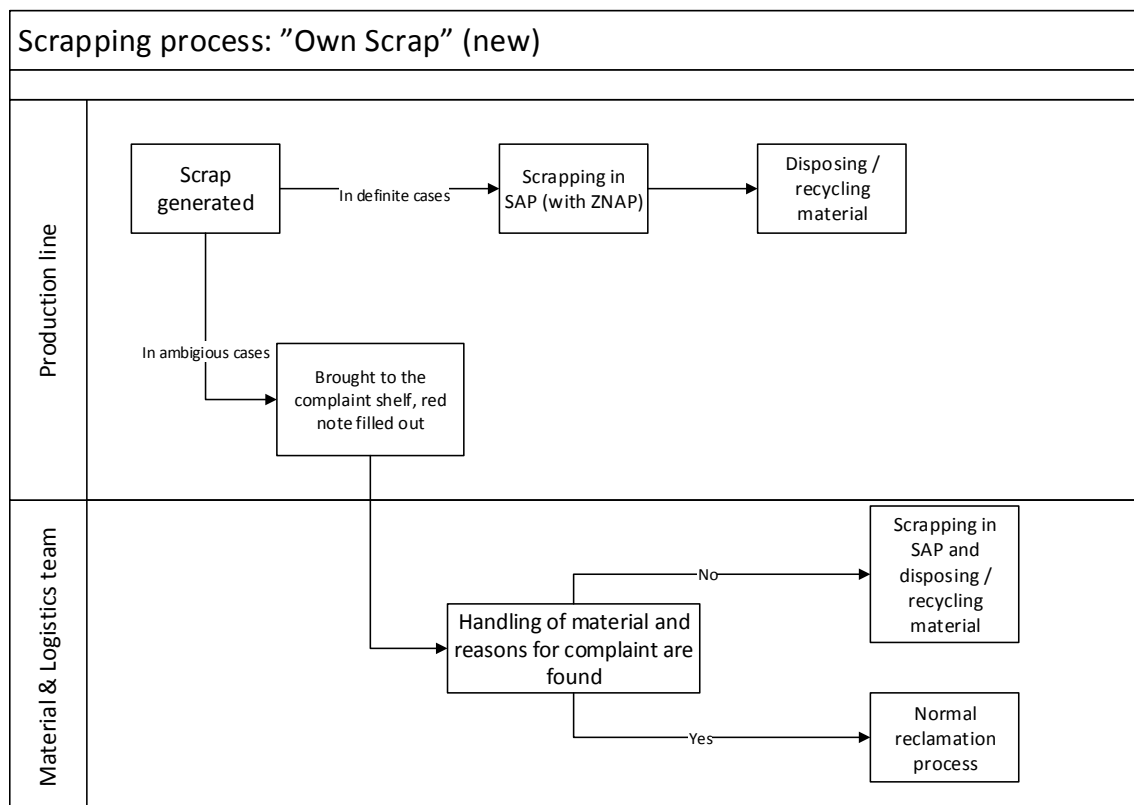 Scrapping process: ”Own Scrap” (new)
Production line
Scrap
generated
In definite cases
Scrapping in
SAP (with ZNAP)
Disposing /
recycling
material
In ambigious cases
Brought to the
complaint shelf, red
note filled out
Material & Logistics team
Handling of material and
reasons for complaint are
found
No
Scrapping in
SAP and
disposing /
recycling
material
Yes
Normal
reclamation
process